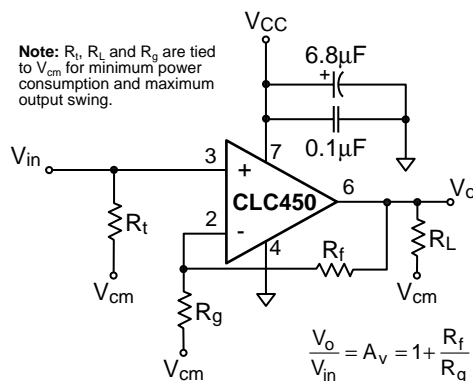 VCC
Note: Rt, RL and Rg are tied
to Vcm for minimum power
consumption and maximum
output swing.
6.8µF
+
0.1µF
Vin
3
7
+
CLC450
6
Vo
2
-
4
Rt
Rf
RL
Vcm
Rg
Vcm
Vcm
Vo/Vin = Av = 1 + Rf/Rg